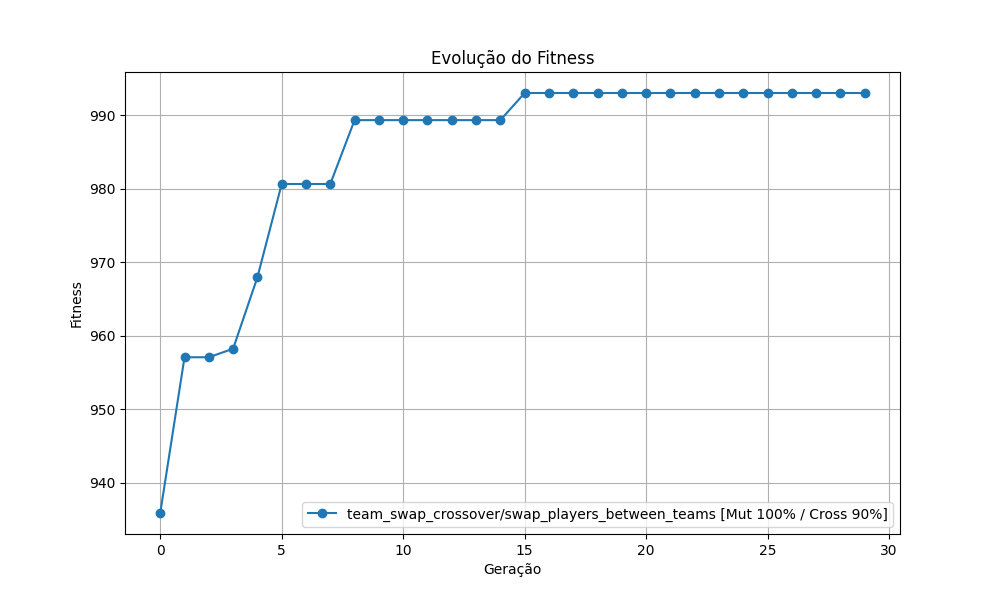 Evolução do Fitness
Fitness
990
980
970
960
950
940
team_swap_crossover/swap_players_between_teams [Mut 100% / Cross 90%]
0 5 10 15 20 25 30
Geração